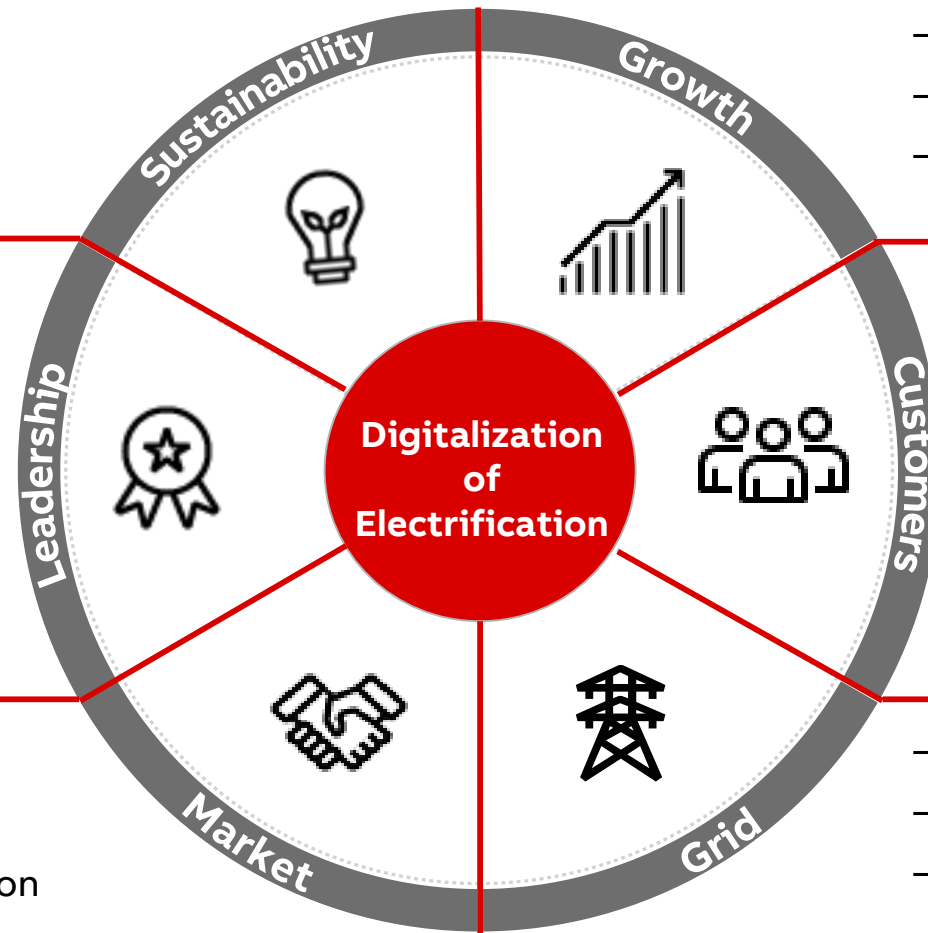 Sustainability
Growth
Leadership
Digitalization
of
Electrification
Customers
Market
Grid
on